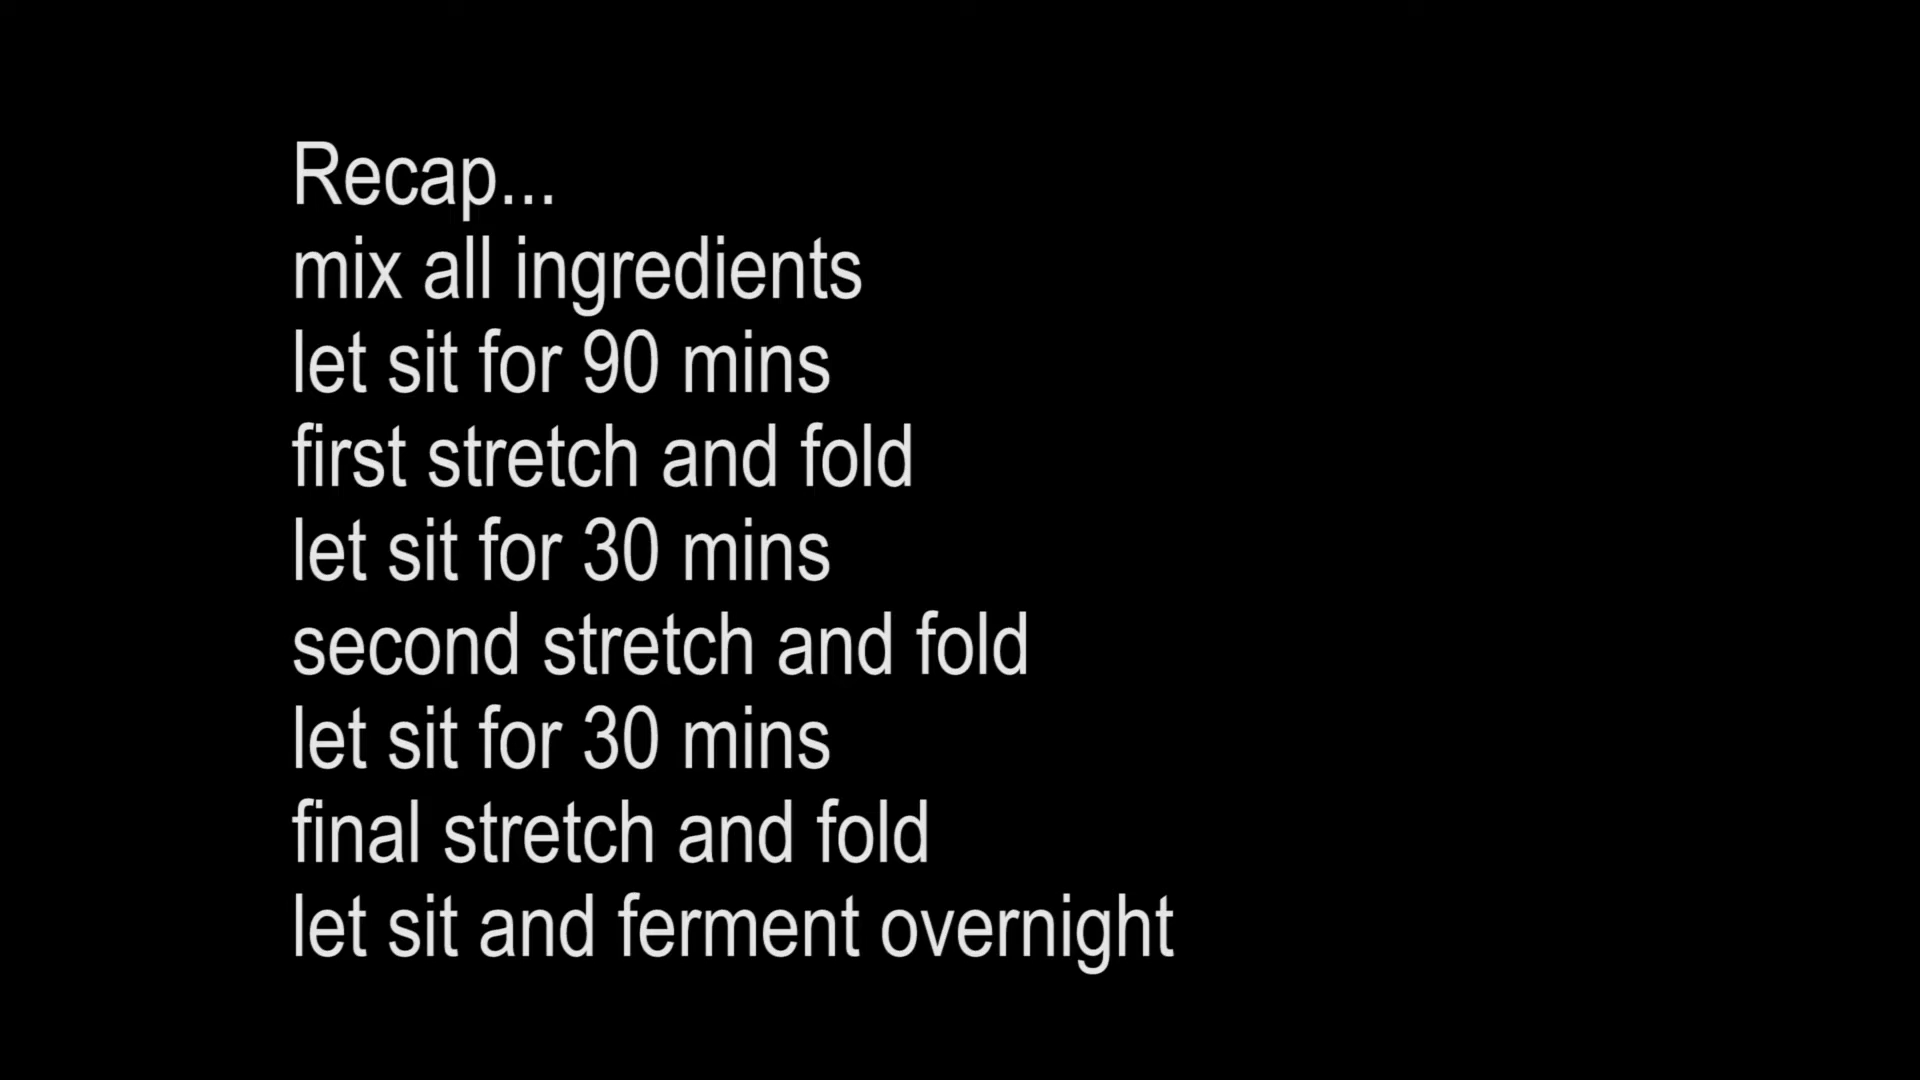 Recap...
mix all ingredients
let sit for 90 mins
first stretch and fold
let sit for 30 mins
second stretch and fold
let sit for 30 mins
final stretch and fold
let sit and ferment overnight